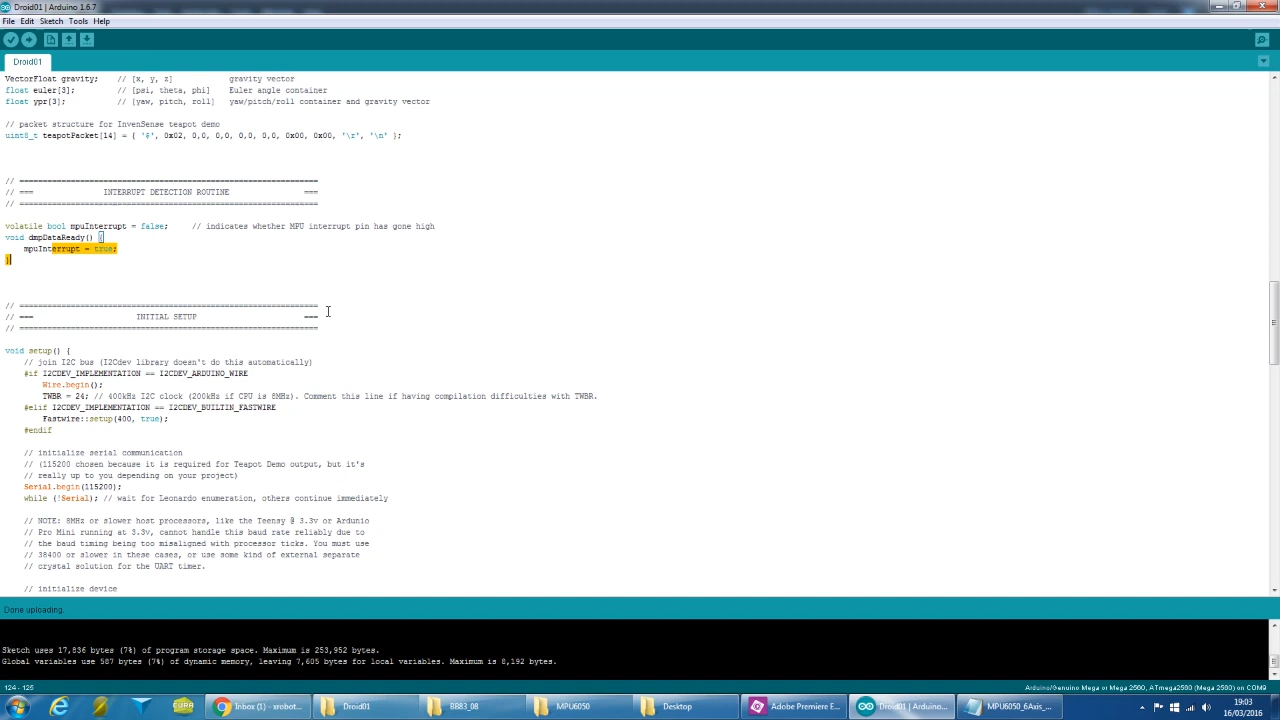 Droid01 | Arduino 1.6.7
File Edit Sketch Tools Help
Droid01
VectorFloat gravity;    // [x, y, z]            gravity vector
float euler[3];         // [psi, theta, phi]    Euler angle container
float ypr[3];           // [yaw, pitch, roll]   yaw/pitch/roll container and gravity vector
// packet structure for InvenSense teapot demo
uint8_t teapotPacket[14] = { '$', 0x02, 0,0, 0,0, 0,0, 0,0, 0x00, 0x00, '\r', '\n' };
// ================================================================
// ===               INTERRUPT DETECTION ROUTINE                ===
// ================================================================
volatile bool mpuInterrupt = false;     // indicates whether MPU interrupt pin has gone high
void dmpDataReady() {
    mpuInterrupt = true;
}
// ================================================================
// ===                      INITIAL SETUP                       ===
// ================================================================
void setup() {
    // join I2C bus (I2Cdev library doesn't do this automatically)
    #if I2CDEV_IMPLEMENTATION == I2CDEV_ARDUINO_WIRE
        Wire.begin();
        TWBR = 24; // 400kHz I2C clock (200kHz if CPU is 8MHz). Comment this line if having compilation difficulties with TWBR.
    #elif I2CDEV_IMPLEMENTATION == I2CDEV_BUILTIN_FASTWIRE
        Fastwire::setup(400, true);
    #endif
    // initialize serial communication
    // (115200 chosen because it is required for Teapot Demo output, but it's
    // really up to you depending on your project)
    Serial.begin(115200);
    while (!Serial); // wait for Leonardo enumeration, others continue immediately
    // NOTE: 8MHz or slower host processors, like the Teensy @ 3.3v or Ardunio
    // Pro Mini running at 3.3v, cannot handle this baud rate reliably due to
    // the baud timing being too misaligned with processor ticks. You must use
    // 38400 or slower in these cases, or use some kind of external separate
    // crystal solution for the UART timer.
    // initialize device
Done uploading.
Sketch uses 17,836 bytes (7%) of program storage space. Maximum is 253,952 bytes.
Global variables use 587 bytes (7%) of dynamic memory, leaving 7,605 bytes for local variables. Maximum is 8,192 bytes.
124 - 125
Arduino/Genuino Mega or Mega 2560, ATmega2560 (Mega 2560) on COM9
CURA
Inbox (1) - xrobot...
Droid01
BB83_02
MPU6050
Desktop
Adobe Premiere E...
Droid01 | Arduino...
MPU6050_6Axis_...
19:03
16/03/2016